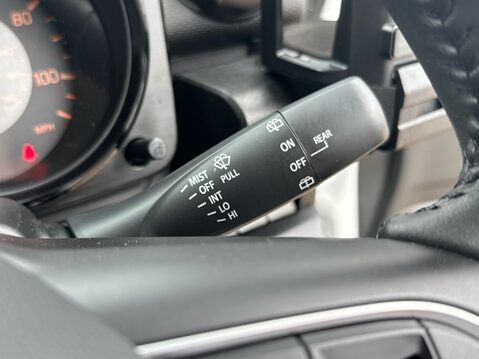 80
100
MPH
MIST
OFF PULL
INT
LO
HI
ON
OFF
REAR